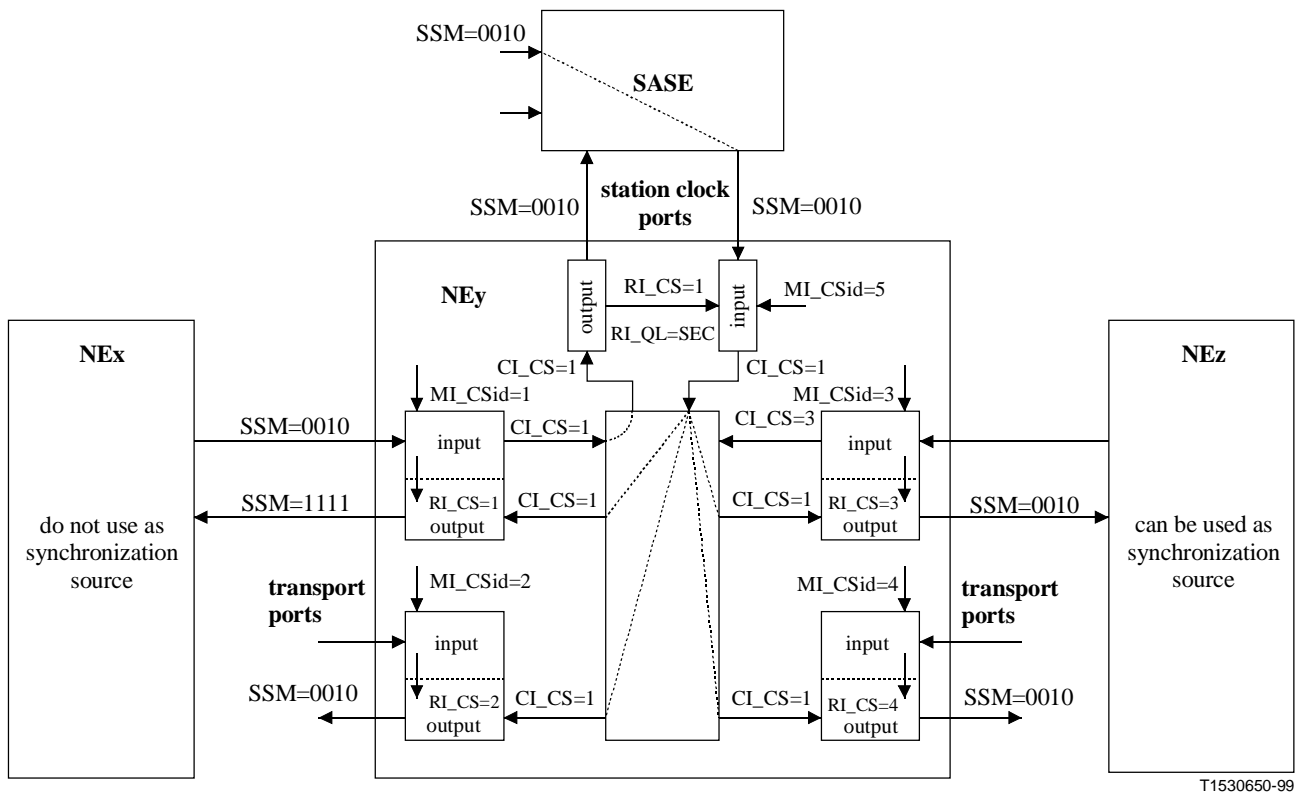 SSM=0010
SASE
station clock
ports
SSM=0010
SSM=0010
NEy
output
RI_CS=1
input
MI_CSid=5
RI_QL=SEC
NEx
NEz
CI_CS=1
CI_CS=1
MI_CSid=1
MI_CSid=3
SSM=0010
input
CI_CS=1
CI_CS=3
input
SSM=1111
RI_CS=1
output
CI_CS=1
CI_CS=1
RI_CS=3
output
SSM=0010
do not use as
synchronization
source
can be used as
synchronization
source
transport
ports
MI_CSid=2
MI_CSid=4
transport
ports
input
input
SSM=0010
RI_CS=2
output
CI_CS=1
CI_CS=1
RI_CS=4
output
SSM=0010
T1530650-99